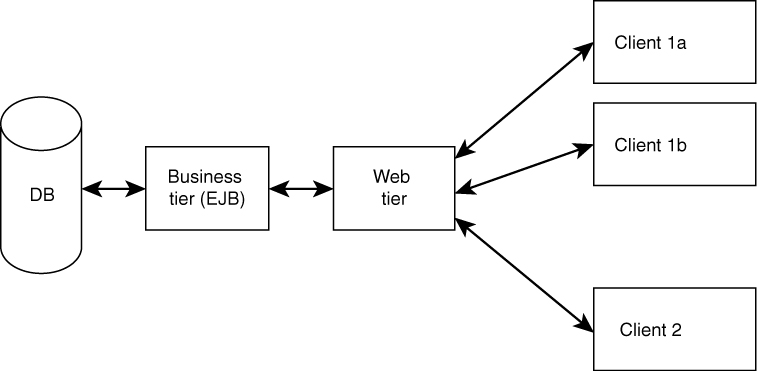 Client 1a
Client 1b
DB
Business
tier (EJB)
Web
tier
Client 2